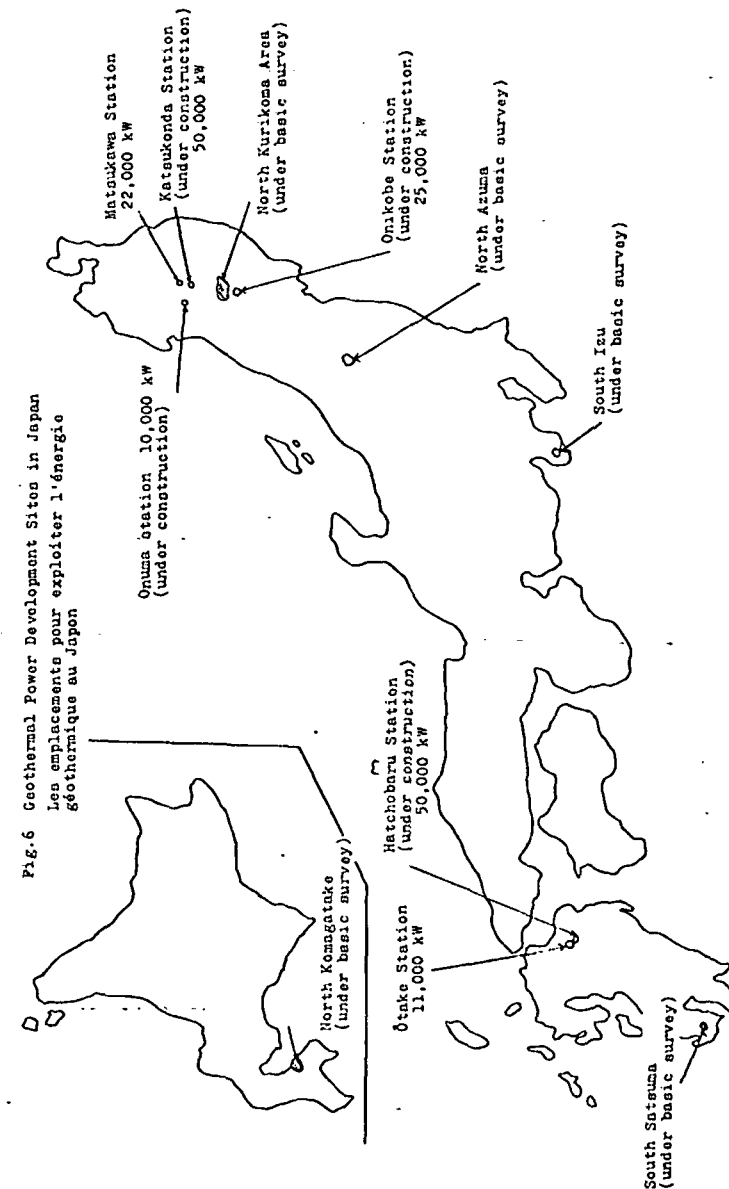 Fig.6 Geothermal Power Development Sites in Japan
Les emplacements pour exploiter l'énergie
géothermique au Japon
Matsukawa Station
22,000 kW
Katsukonda Station
(under construction)
50,000 kW
North Kurikoma Area
(under basic survey)
Onuma Station 10,000 kW
(under construction)
Onikobe Station
(under construction)
25,000 kW
North Azuma
(under basic survey)
South Izu
(under basic survey)
North Komagatake
(under basic survey)
Hatchobaru Station
(under construction)
50,000 kW
Ōtake Station
11,000 kW
South Satsuma
(under basic survey)